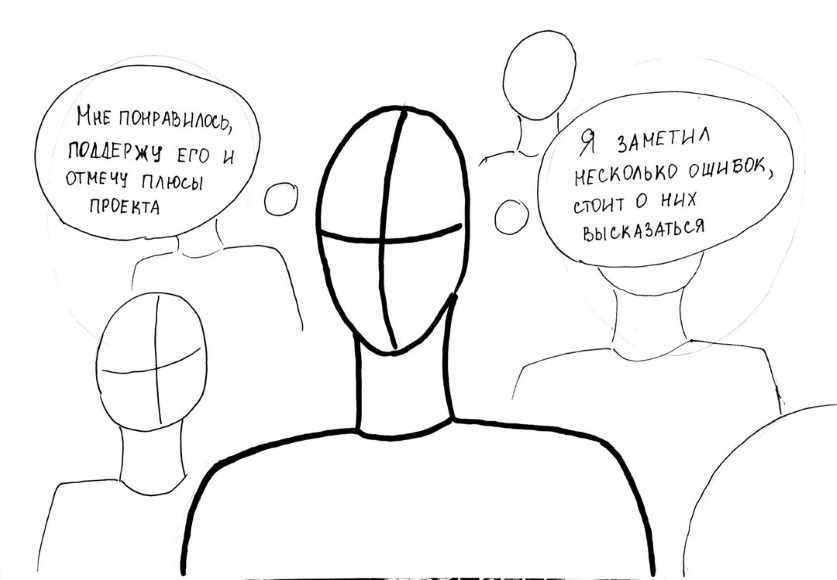 Мне понравилось,
поддержу его и
отмечу плюсы
проекта
Я заметил
несколько ошибок,
стоит о них
высказаться